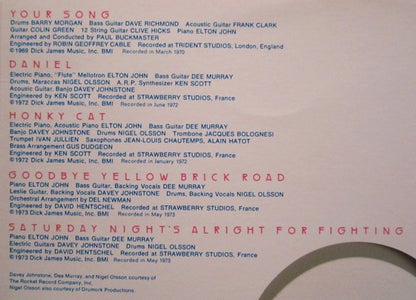 YOUR SONG
Drums BARRY MORGAN Bass Guitar DAVE RICHMOND Acoustic Guitar FRANK CLARK
Guitar COLIN GREEN 12 String Guitar CLIVE HICKS Piano ELTON JOHN
Arranged and Conducted by PAUL BUCKMASTER
Engineered by ROBIN GEOFFREY CABLE Recorded at TRIDENT STUDIOS, London, England
© 1969 Dick James Music, Inc. BMI Recorded in March 1970
DANIEL
Electric Piano, "Flute" Mellotron ELTON JOHN Bass Guitar DEE MURRAY
Drums, Maracas NIGEL OLSSON A.R.P. Synthesizer KEN SCOTT
Acoustic Guitar, Banjo DAVEY JOHNSTONE
Engineered by KEN SCOTT Recorded at STRAWBERRY STUDIOS, France
© 1972 Dick James Music, Inc. BMI Recorded in June 1972
HONKY CAT
Electric Piano, Acoustic Piano ELTON JOHN Bass Guitar DEE MURRAY
Banjo DAVEY JOHNSTONE Drums NIGEL OLSSON Trombone JACQUES BOLOGNESI
Trumpet IVAN JULLIEN Saxophones JEAN-LOUIS CHAUTEMPS, ALAIN HATOT
Brass Arrangement GUS DUDGEON
Engineered by KEN SCOTT Recorded at STRAWBERRY STUDIOS, France
© 1972 Dick James Music, Inc. BMI Recorded in January 1972
GOODBYE YELLOW BRICK ROAD
Piano ELTON JOHN Bass Guitar, Backing Vocals DEE MURRAY
Leslie Guitar, Backing Vocals DAVEY JOHNSTONE Drums, Backing Vocals NIGEL OLSSON
Orchestral Arrangement by DEL NEWMAN
Engineered by DAVID HENTSCHEL Recorded at STRAWBERRY STUDIOS, France
© 1973 Dick James Music, Inc. BMI Recorded in May 1973
SATURDAY NIGHT'S ALRIGHT FOR FIGHTING
Piano ELTON JOHN Bass Guitar DEE MURRAY
Electric Guitars DAVEY JOHNSTONE Drums NIGEL OLSSON
Engineered by DAVID HENTSCHEL Recorded at STRAWBERRY STUDIOS, France
© 1973 Dick James Music, Inc. BMI Recorded in May 1973
Davey Johnstone, Dee Murray, and Nigel Olsson courtesy of
The Rocket Record Company, Inc.
Nigel Olsson also courtesy of Drumork Productions.